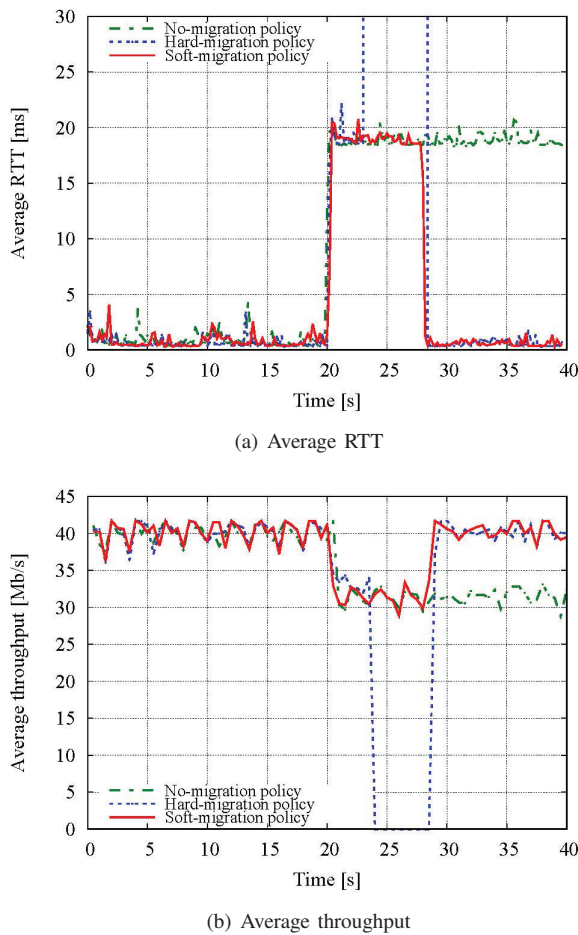 30
25
20
15
10
5
0
Average RTT [ms]
No-migration policy
Hard-migration policy
Soft-migration policy
0 5 10 15 20 25 30 35 40
Time [s]
(a) Average RTT
45
40
35
30
25
20
15
10
5
0
Average throughput [Mb/s]
No-migration policy
Hard-migration policy
Soft-migration policy
0 5 10 15 20 25 30 35 40
Time [s]
(b) Average throughput